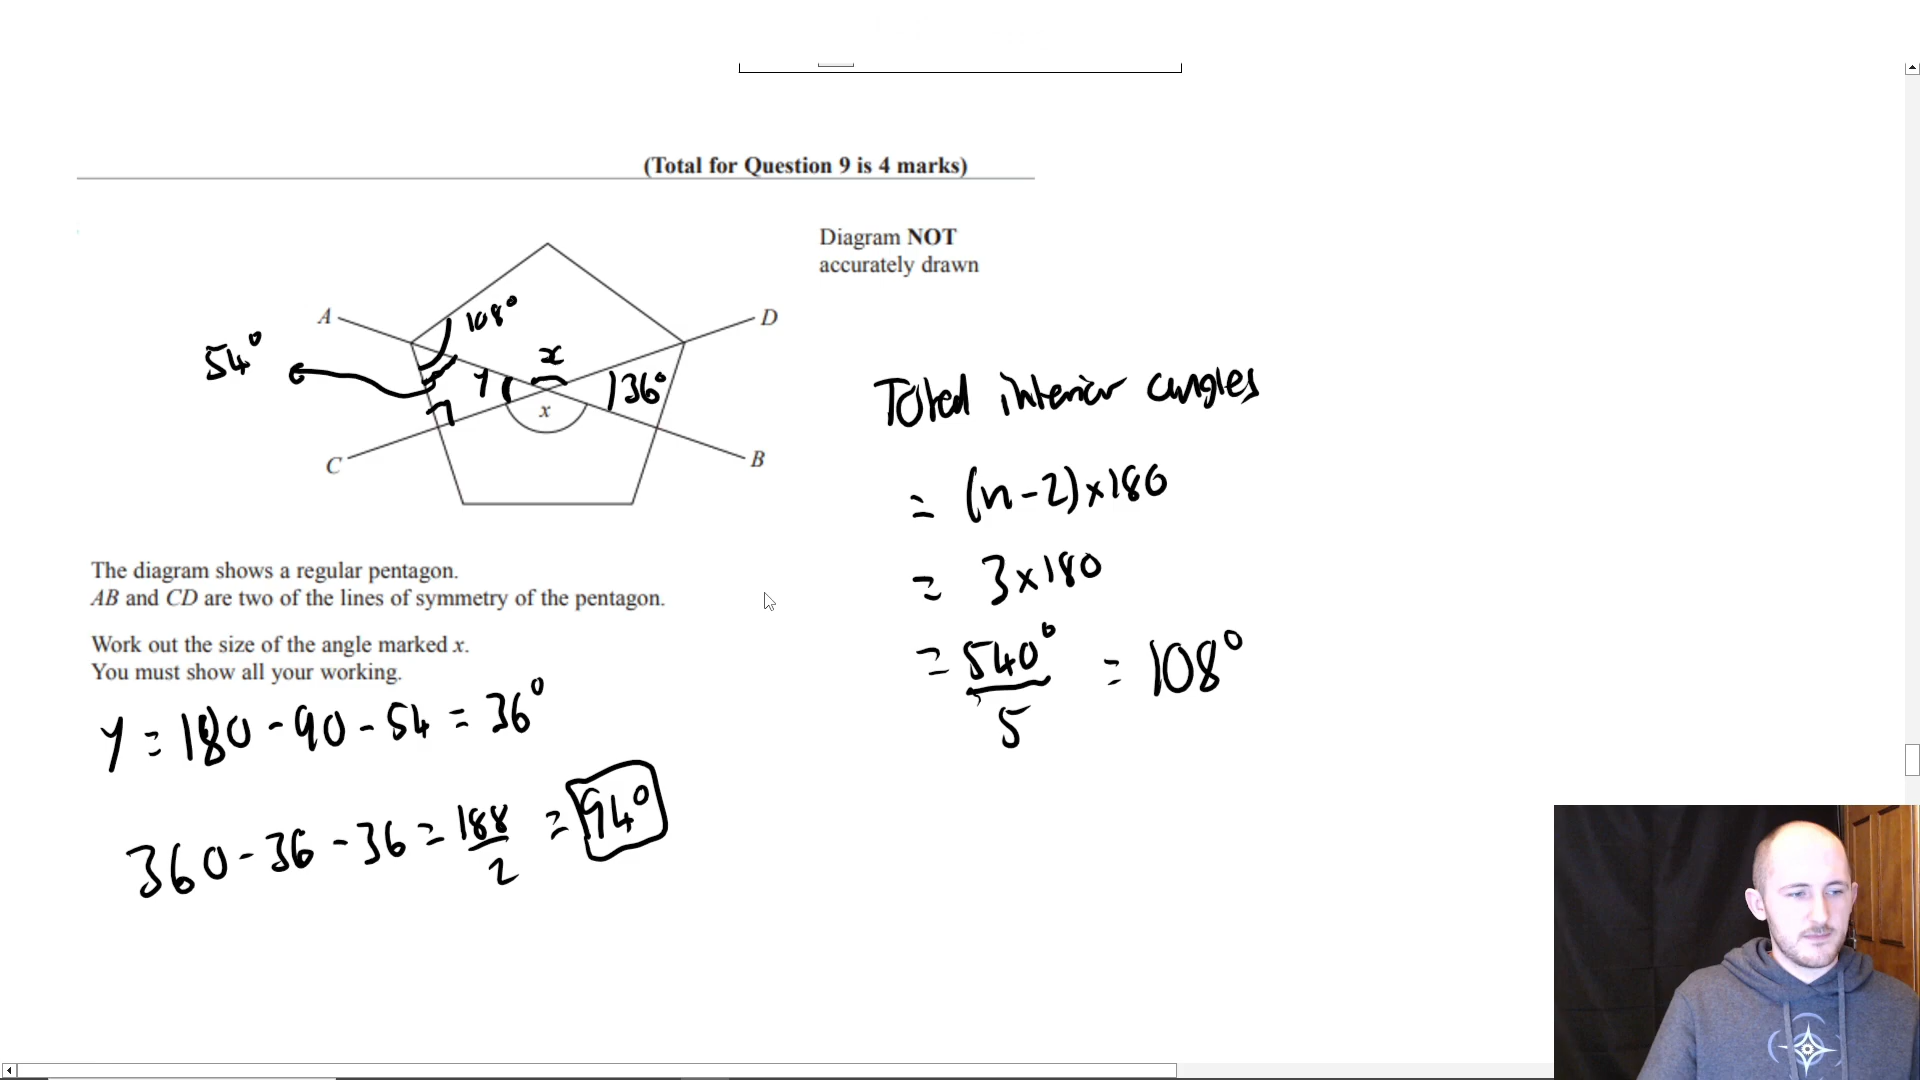 (Total for Question 9 is 4 marks)
Diagram NOT
accurately drawn
A
108°
D
54°
x
y
36°
x
C
B
Total interior angles
= (n-2)×180
= 3×180
= 540°/5 = 108°
The diagram shows a regular pentagon.
AB and CD are two of the lines of symmetry of the pentagon.
Work out the size of the angle marked x.
You must show all your working.
y = 180 - 90 - 54 = 36°
360 - 36 - 36 = 188/2 = 94°